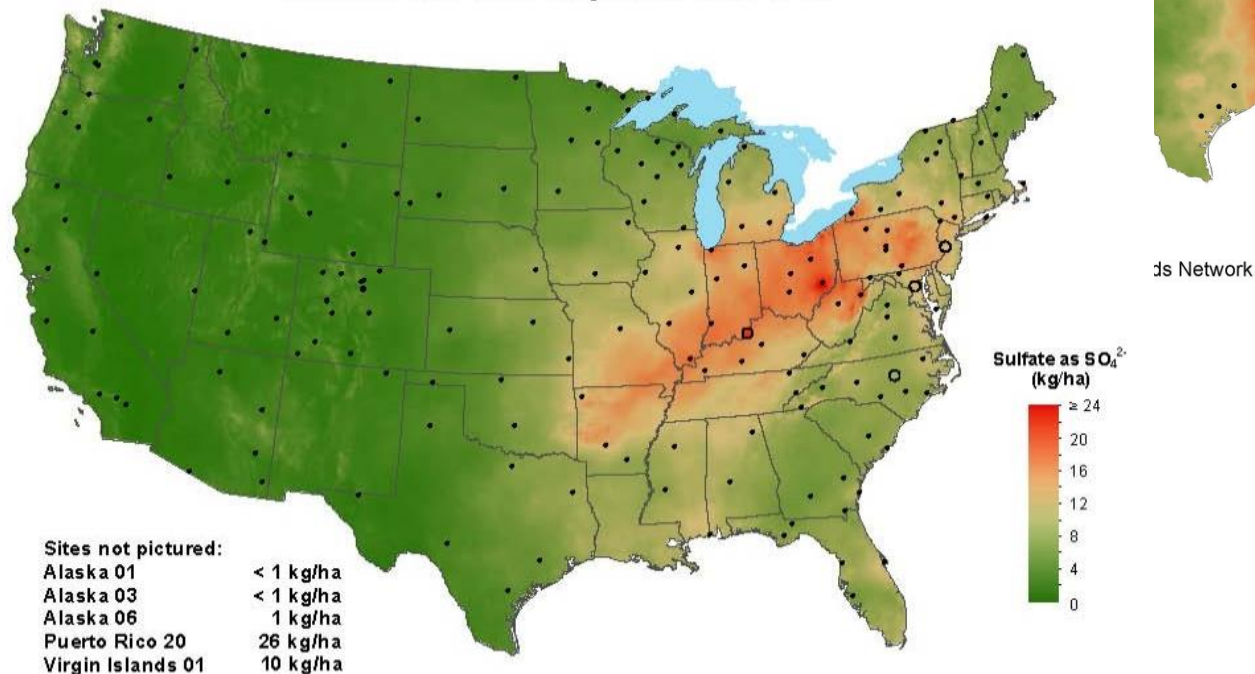 ds Network
Sulfate as SO₄²⁻
(kg/ha)
≥ 24
20
16
12
8
4
0
Sites not pictured:
Alaska 01 < 1 kg/ha
Alaska 03 < 1 kg/ha
Alaska 06 1 kg/ha
Puerto Rico 20 26 kg/ha
Virgin Islands 01 10 kg/ha